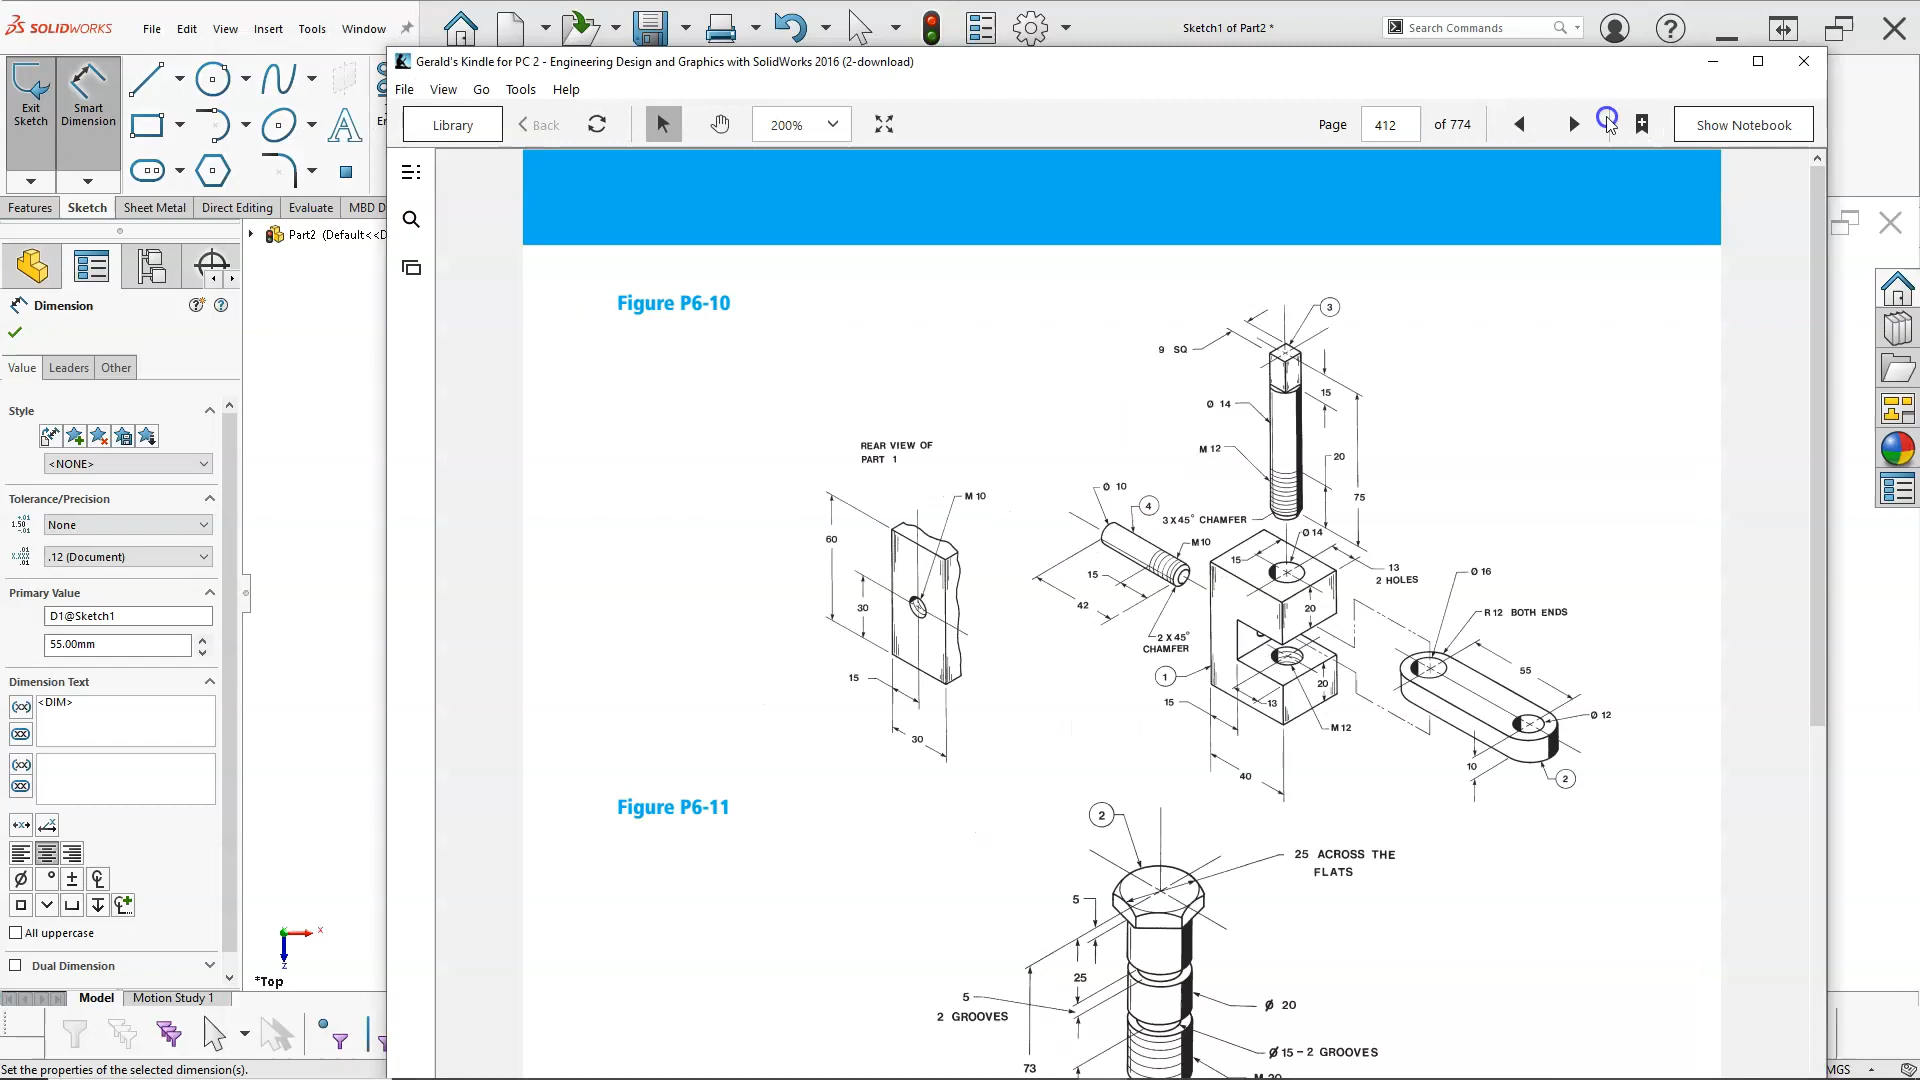 SOLIDWORKS
File Edit View Insert Tools Window
Sketch1 of Part2 *
Search Commands
Gerald's Kindle for PC 2 - Engineering Design and Graphics with SolidWorks 2016 (2-download)
File View Go Tools Help
Library
Back
200%
Page 412 of 774
Show Notebook
Exit Sketch
Smart Dimension
Features Sketch Sheet Metal Direct Editing Evaluate MBD D
Part2 (Default<<D
Dimension
Value Leaders Other
Style
<NONE>
Tolerance/Precision
None
.12 (Document)
Primary Value
D1@Sketch1
55.00mm
Dimension Text
<DIM>
All uppercase
Dual Dimension
x
z
*Top
Model Motion Study 1
Set the properties of the selected dimension(s).
MGS
Figure P6-10
3
9 SQ
15
Ø 14
M 12
20
75
REAR VIEW OF
PART 1
M 10
60
30
15
30
Ø 10
4
3 X 45° CHAMFER
M10
15
42
2 X 45°
CHAMFER
Ø14
15
13
2 HOLES
20
1
15
13
20
M12
40
Ø 16
R 12 BOTH ENDS
55
Ø 12
10
2
Figure P6-11
2
25 ACROSS THE
FLATS
5
25
5
2 GROOVES
Ø 20
Ø 15 – 2 GROOVES
73
M 20